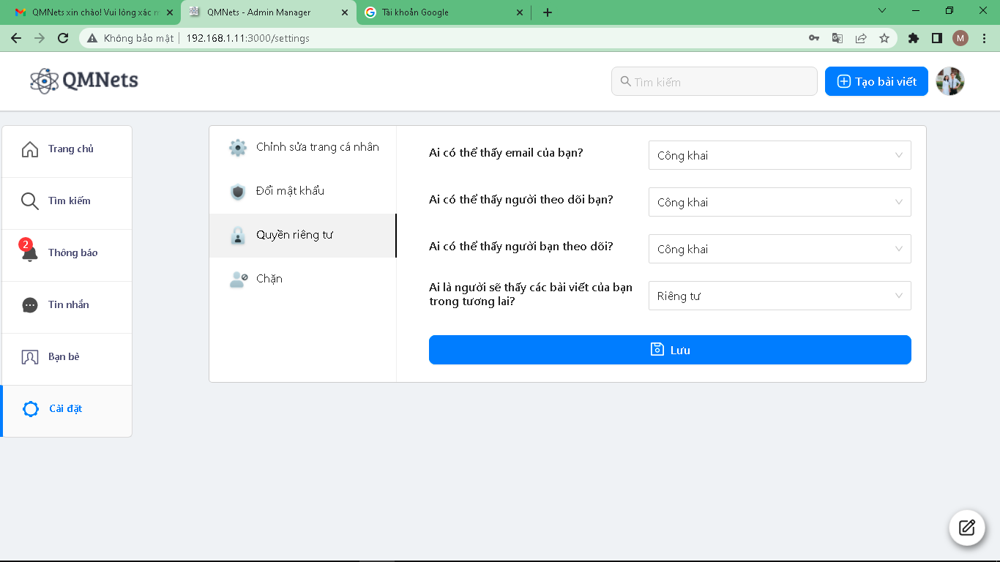 QMNets xin chào! Vui lòng xác m
QMNets - Admin Manager
Tài khoản Google
Không bảo mật
192.168.1.11:3000/settings
M
QMNets
Tìm kiếm
Tạo bài viết
Trang chủ
Tìm kiếm
2
Thông báo
Tin nhắn
Bạn bè
Cài đặt
Chỉnh sửa trang cá nhân
Đổi mật khẩu
Quyền riêng tư
Chặn
Ai có thể thấy email của bạn?
Công khai
Ai có thể thấy người theo dõi bạn?
Công khai
Ai có thể thấy người bạn theo dõi?
Công khai
Ai là người sẽ thấy các bài viết của bạn
trong tương lai?
Riêng tư
Lưu